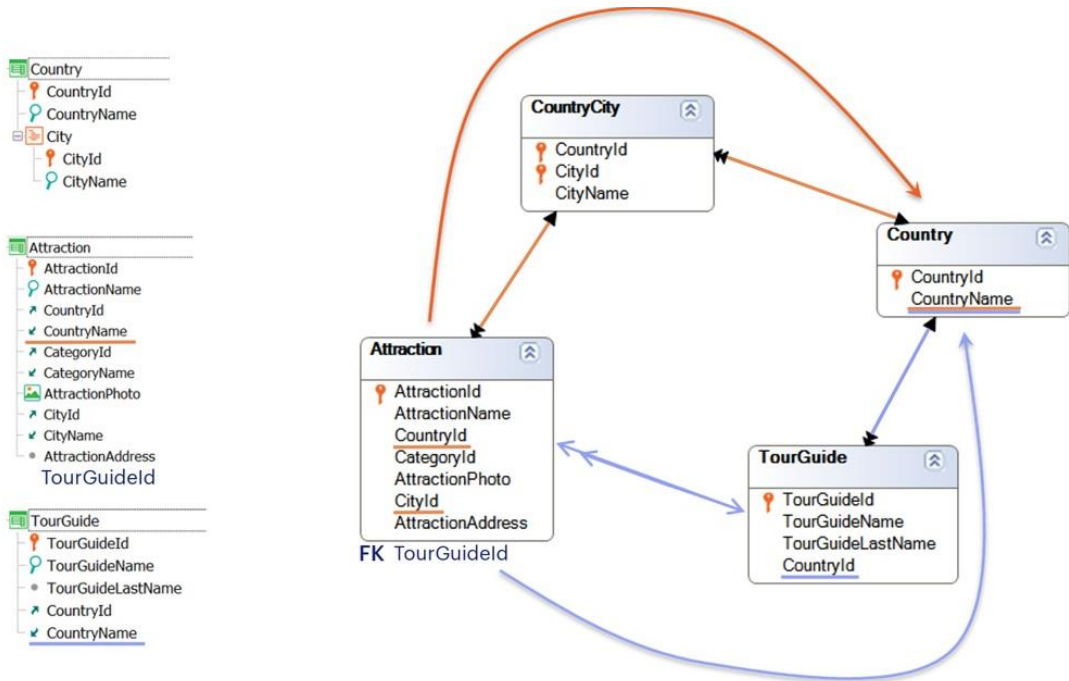 Country
CountryId
CountryName
City
CityId
CityName
Attraction
AttractionId
AttractionName
CountryId
CountryName
CategoryId
CategoryName
AttractionPhoto
CityId
CityName
AttractionAddress
TourGuideId
TourGuide
TourGuideId
TourGuideName
TourGuideLastName
CountryId
CountryName
CountryCity
CountryId
CityId
CityName
Country
CountryId
CountryName
Attraction
AttractionId
AttractionName
CountryId
CategoryId
AttractionPhoto
CityId
AttractionAddress
FK TourGuideId
TourGuide
TourGuideId
TourGuideName
TourGuideLastName
CountryId